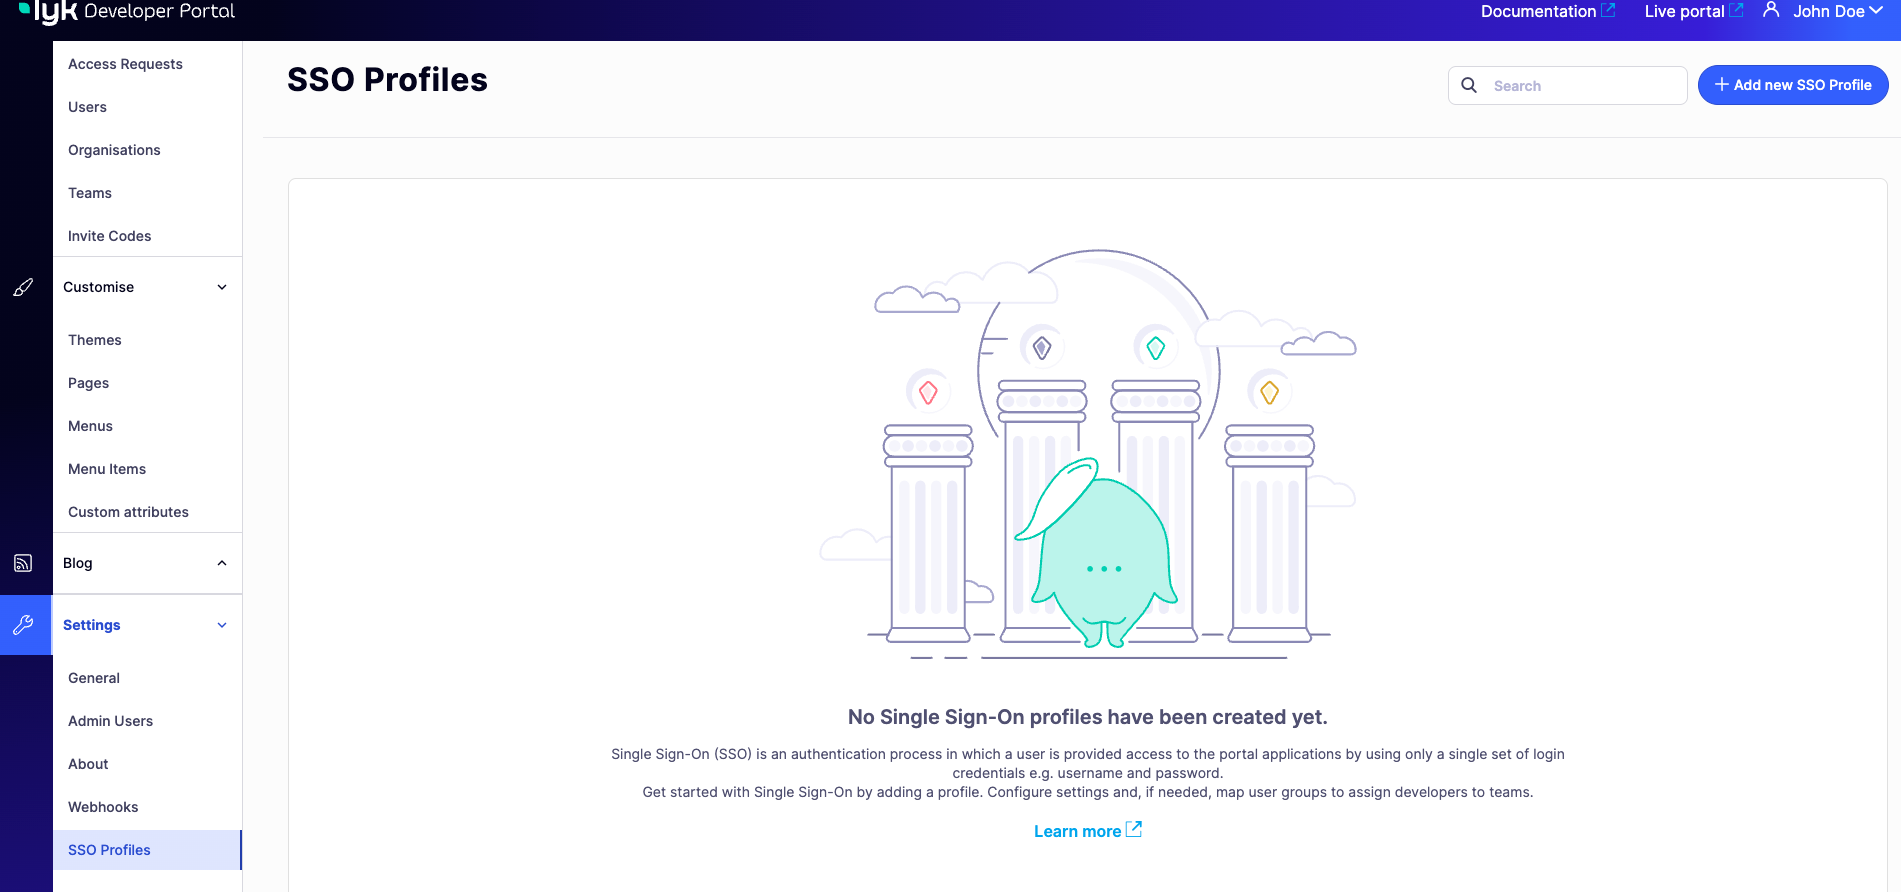 tyk Developer Portal
Documentation
Live portal
John Doe
Access Requests
Users
Organisations
Teams
Invite Codes
Customise
Themes
Pages
Menus
Menu Items
Custom attributes
Blog
Settings
General
Admin Users
About
Webhooks
SSO Profiles
SSO Profiles
Search
+ Add new SSO Profile
No Single Sign-On profiles have been created yet.
Single Sign-On (SSO) is an authentication process in which a user is provided access to the portal applications by using only a single set of login
credentials e.g. username and password.
Get started with Single Sign-On by adding a profile. Configure settings and, if needed, map user groups to assign developers to teams.
Learn more